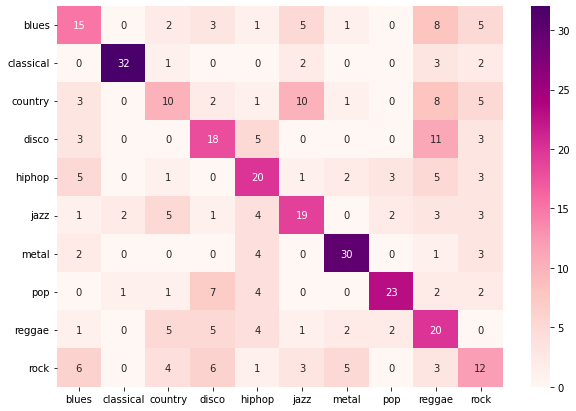 blues 15 0 2 3 1 5 1 0 8 5
classical 0 32 1 0 0 2 0 0 3 2
country 3 0 10 2 1 10 1 0 8 5
disco 3 0 0 18 5 0 0 0 11 3
hiphop 5 0 1 0 20 1 2 3 5 3
jazz 1 2 5 1 4 19 0 2 3 3
metal 2 0 0 0 4 0 30 0 1 3
pop 0 1 1 7 4 0 0 23 2 2
reggae 1 0 5 5 4 1 2 2 20 0
rock 6 0 4 6 1 3 5 0 3 12
blues classical country disco hiphop jazz metal pop reggae rock
30
25
20
15
10
5
0